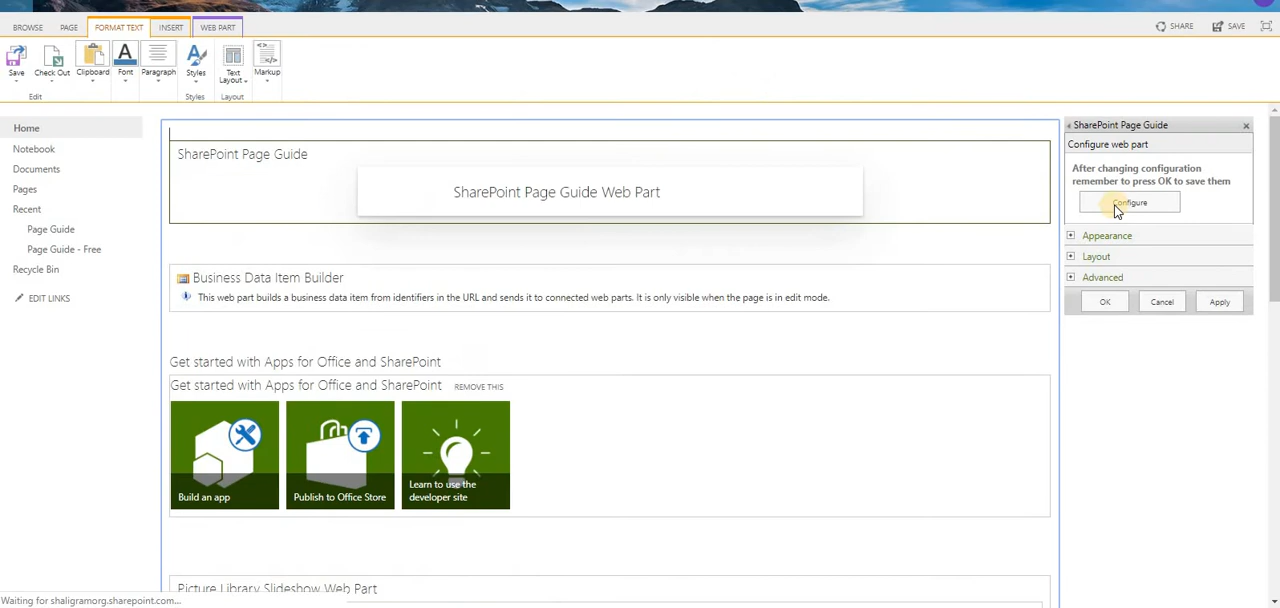 BROWSE PAGE FORMAT TEXT INSERT WEB PART SHARE SAVE
Save Check Out Clipboard Font Paragraph Styles Text Layout Markup
Edit Styles Layout
Home
Notebook
Documents
Pages
Recent
Page Guide
Page Guide - Free
Recycle Bin
EDIT LINKS
SharePoint Page Guide
SharePoint Page Guide Web Part
Business Data Item Builder
This web part builds a business data item from identifiers in the URL and sends it to connected web parts. It is only visible when the page is in edit mode.
Get started with Apps for Office and SharePoint
Get started with Apps for Office and SharePoint REMOVE THIS
Build an app
Publish to Office Store
Learn to use the
developer site
Picture Library Slideshow Web Part
SharePoint Page Guide
Configure web part
After changing configuration
remember to press OK to save them
Configure
Appearance
Layout
Advanced
OK Cancel Apply
Waiting for shaligramorg.sharepoint.com...